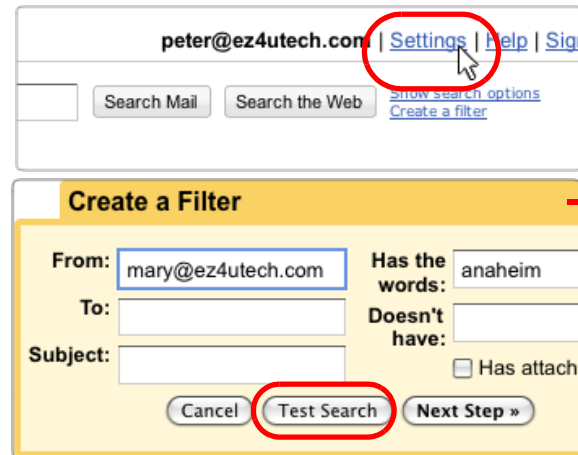 peter@ez4utech.com | Settings | Help | Sign
Search Mail Search the Web Show search options
Create a filter
Create a Filter
From: mary@ez4utech.com Has the words: anaheim
To: Doesn't have:
Subject: Has attach
Cancel Test Search Next Step »